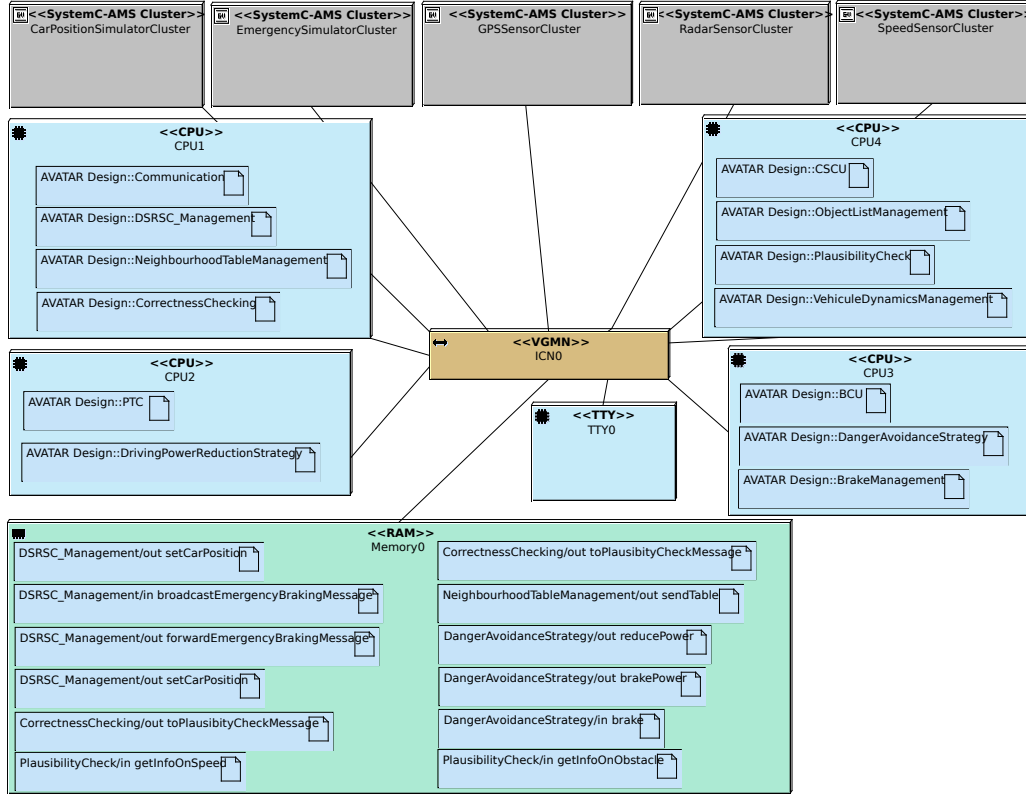 <<SystemC-AMS Cluster>>
CarPositionSimulatorCluster
<<SystemC-AMS Cluster>>
EmergencySimulatorCluster
<<SystemC-AMS Cluster>>
GPSSensorCluster
<<SystemC-AMS Cluster>>
RadarSensorCluster
<<SystemC-AMS Cluster>>
SpeedSensorCluster
<<CPU>>
CPU1
AVATAR Design::Communication
AVATAR Design::DSRSC_Management
AVATAR Design::NeighbourhoodTableManagement
AVATAR Design::CorrectnessChecking
<<CPU>>
CPU4
AVATAR Design::CSCU
AVATAR Design::ObjectListManagement
AVATAR Design::PlausibilityCheck
AVATAR Design::VehiculeDynamicsManagement
<<VGMN>>
ICN0
<<CPU>>
CPU2
AVATAR Design::PTC
AVATAR Design::DrivingPowerReductionStrategy
<<TTY>>
TTY0
<<CPU>>
CPU3
AVATAR Design::BCU
AVATAR Design::DangerAvoidanceStrategy
AVATAR Design::BrakeManagement
<<RAM>>
Memory0
DSRSC_Management/out setCarPosition
DSRSC_Management/in broadcastEmergencyBrakingMessage
DSRSC_Management/out forwardEmergencyBrakingMessage
DSRSC_Management/out setCarPosition
CorrectnessChecking/out toPlausibityCheckMessage
PlausibilityCheck/in getInfoOnSpeed
CorrectnessChecking/out toPlausibityCheckMessage
NeighbourhoodTableManagement/out sendTable
DangerAvoidanceStrategy/out reducePower
DangerAvoidanceStrategy/out brakePower
DangerAvoidanceStrategy/in brake
PlausibilityCheck/in getInfoOnObstacle